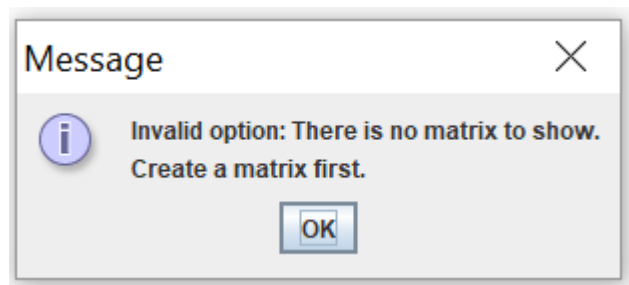 Message
Invalid option: There is no matrix to show.
Create a matrix first.
OK